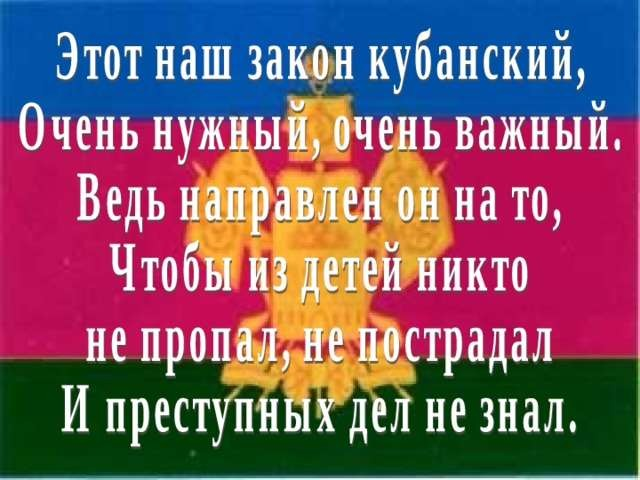 Этот наш закон кубанский,
Очень нужный, очень важный.
Ведь направлен он на то,
Чтобы из детей никто
не пропал, не пострадал
И преступных дел не знал.